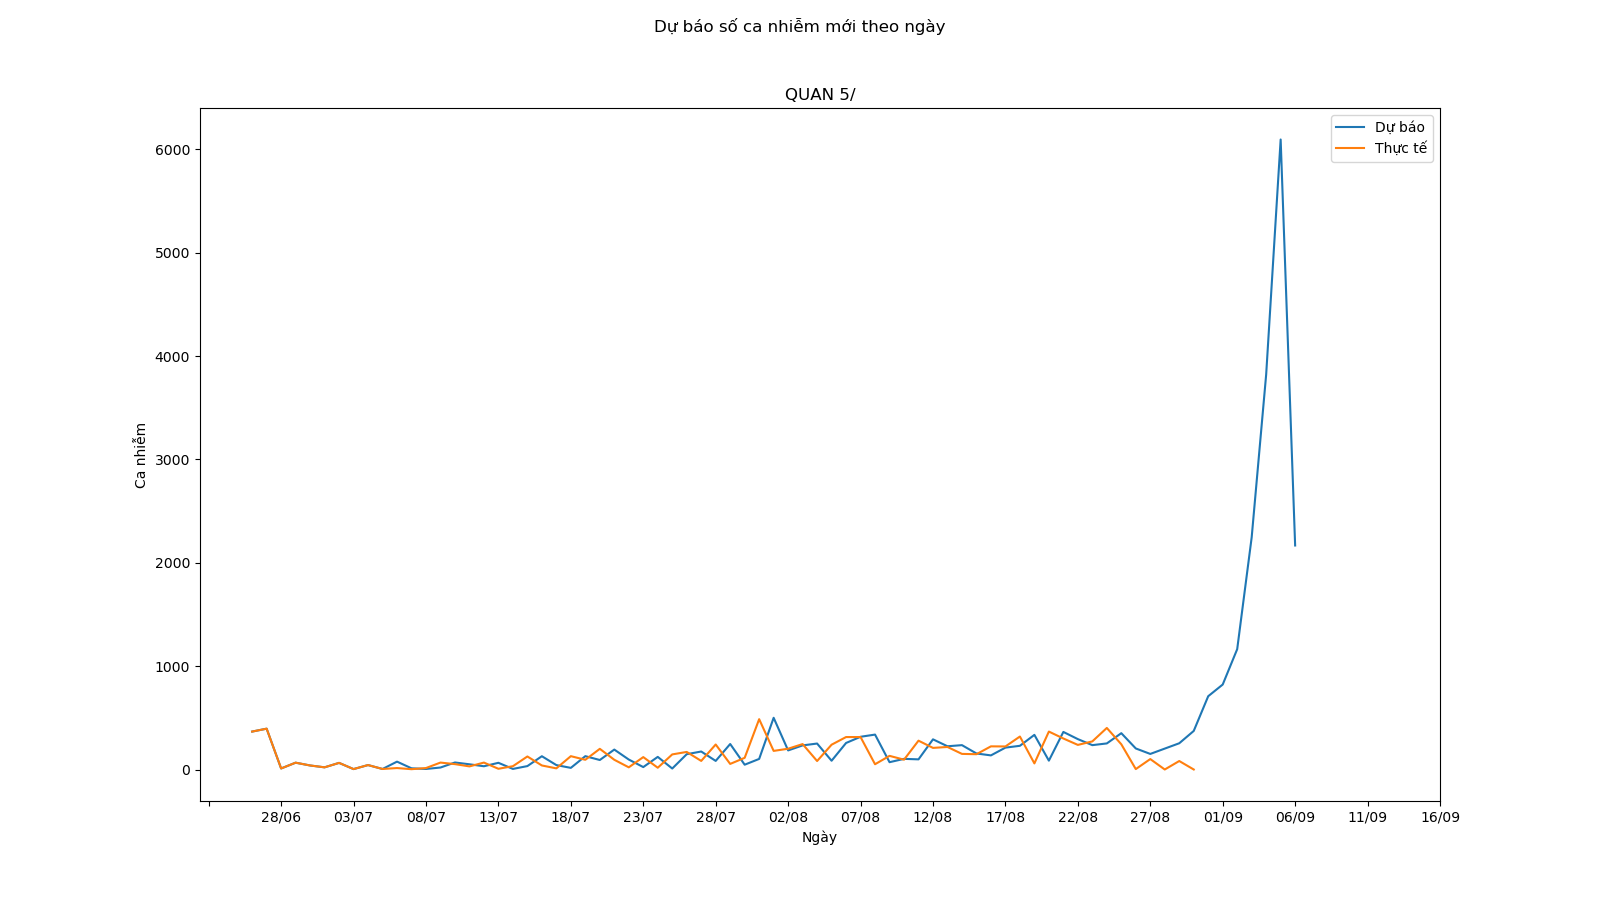 Dự báo số ca nhiễm mới theo ngày
QUAN 5/
Dự báo
Thực tế
6000
5000
4000
3000
2000
1000
0
Ca nhiễm
28/06 03/07 08/07 13/07 18/07 23/07 28/07 02/08 07/08 12/08 17/08 22/08 27/08 01/09 06/09 11/09 16/09
Ngày